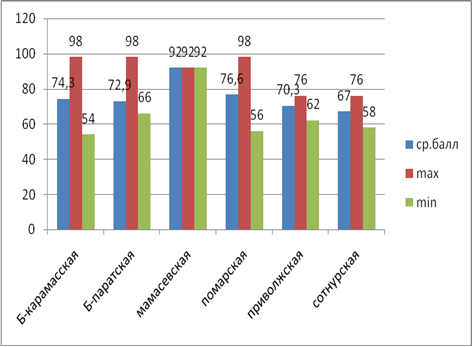 120
100
80
60
40
20
0
74,3 98 54
72,9 98 66
92 92 92
76,6 98 56
70,3 76 62
67 76 58
Б-карамасская
Б-паратская
мамасевская
помарская
приволжская
сотнурская
ср.балл
max
min